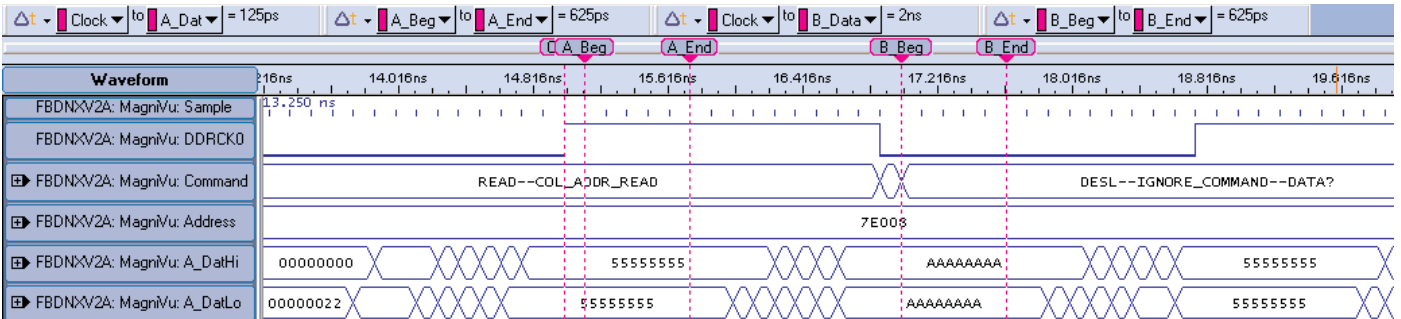 Δt Clock to A_Dat = 125ps Δt A_Beg to A_End = 625ps Δt Clock to B_Data = 2ns Δt B_Beg to B_End = 625ps
A_Beg A_End B_Beg B_End
Waveform 216ns 14.016ns 14.816ns 15.616ns 16.416ns 17.216ns 18.016ns 18.816ns 19.616ns
FBDNXV2A: MagniVu: Sample 13.250 ns
FBDNXV2A: MagniVu: DDRCK0
FBDNXV2A: MagniVu: Command READ--COL_ADDR_READ DESL--IGNORE_COMMAND--DATA?
FBDNXV2A: MagniVu: Address 7E008
FBDNXV2A: MagniVu: A_DatHi 00000000 55555555 AAAAAAAA 55555555
FBDNXV2A: MagniVu: A_DatLo 00000022 55555555 AAAAAAAA 55555555